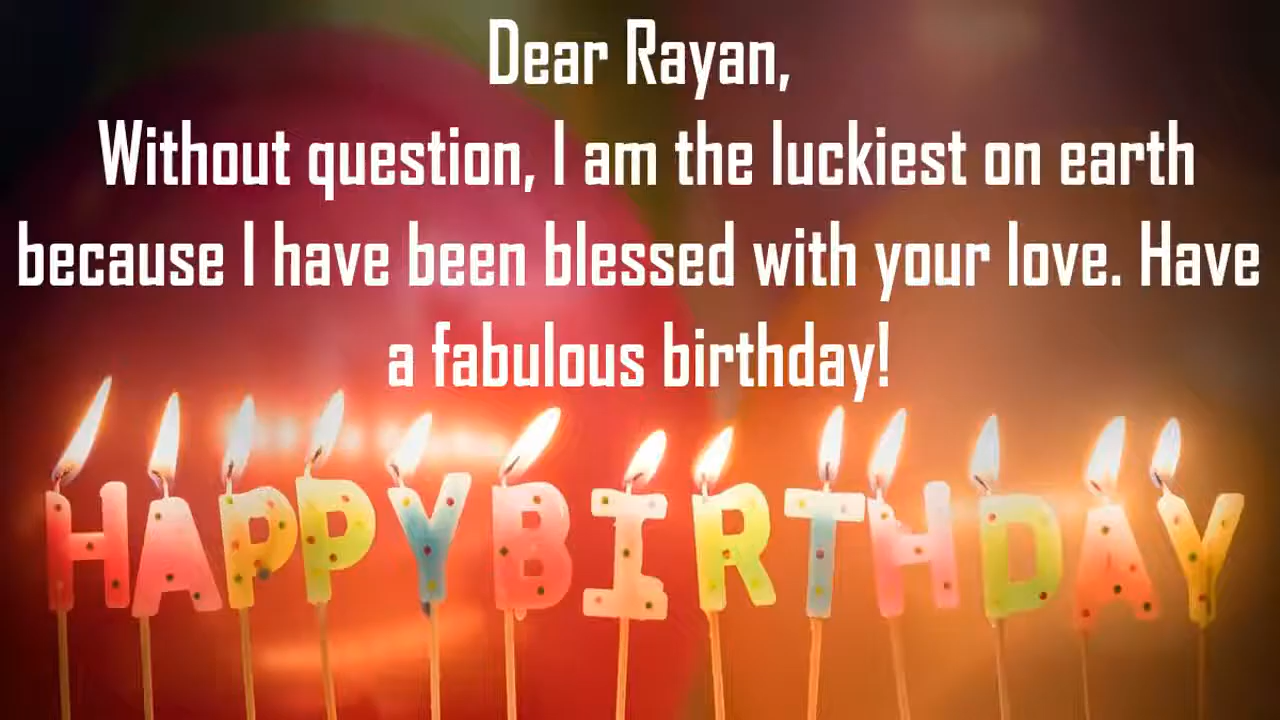 Dear Rayan,
Without question, I am the luckiest on earth
because I have been blessed with your love. Have
a fabulous birthday!
HAPPY BIRTHDAY